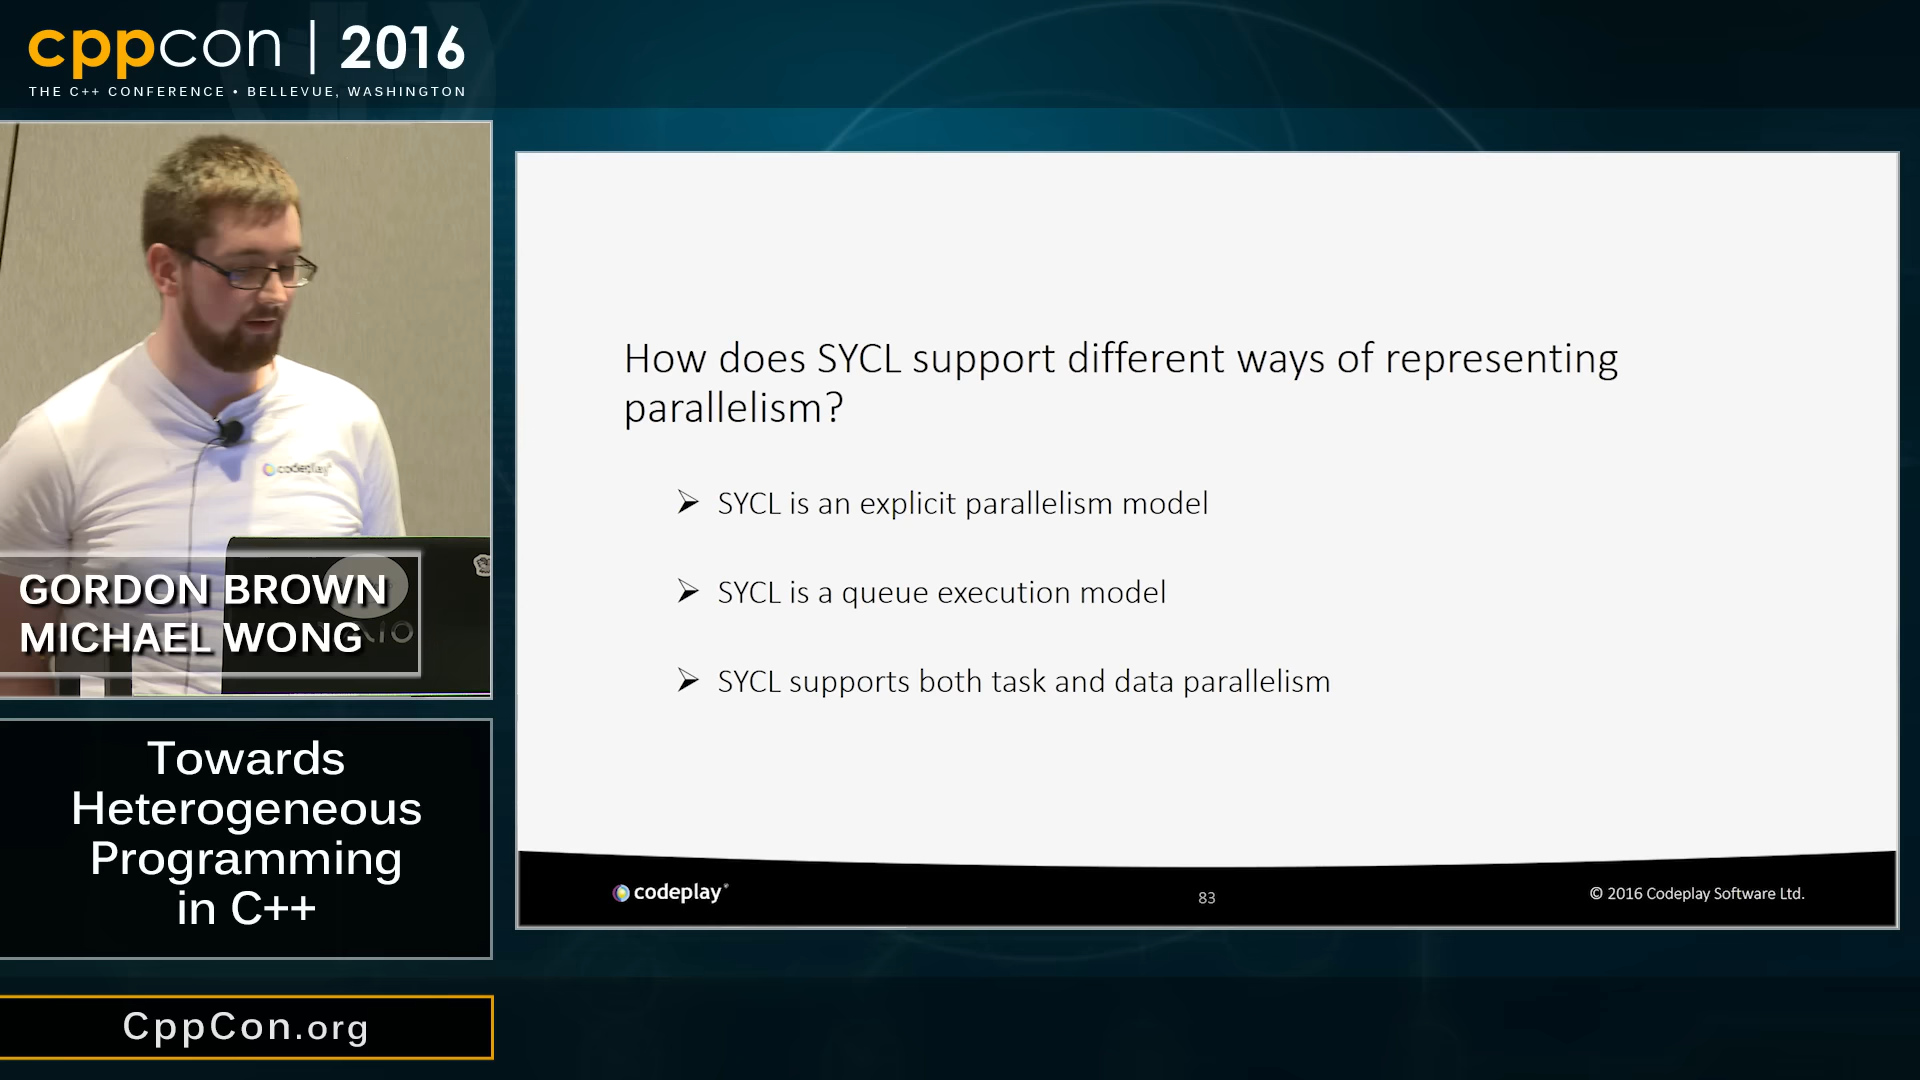 cppcon | 2016
THE C++ CONFERENCE • BELLEVUE, WASHINGTON
codeplay
GORDON BROWN
MICHAEL WONG
Towards
Heterogeneous
Programming
in C++
CppCon.org
How does SYCL support different ways of representing
parallelism?
➢ SYCL is an explicit parallelism model
➢ SYCL is a queue execution model
➢ SYCL supports both task and data parallelism
codeplay®
83
© 2016 Codeplay Software Ltd.